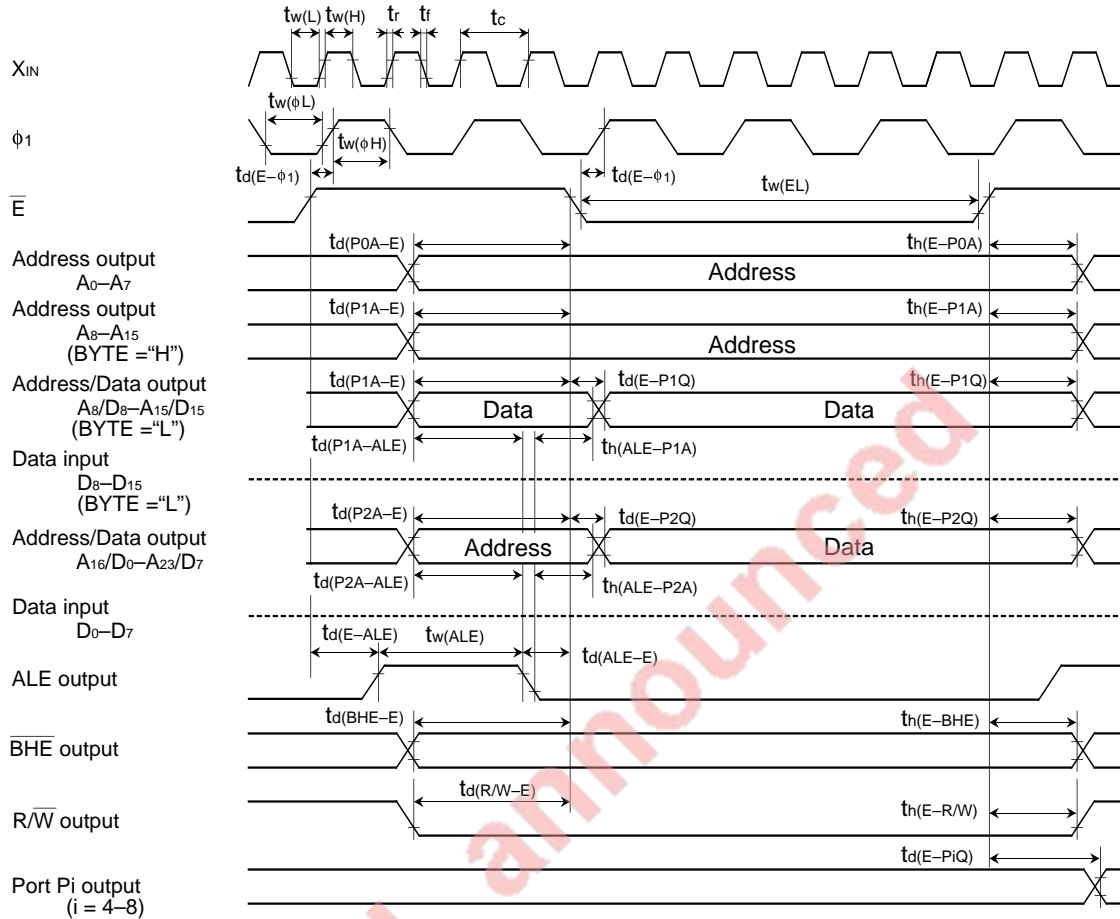 tw(L) tw(H) tr tf tc
XIN
tw(ϕL)
ϕ1
tw(ϕH)
td(E–ϕ1) td(E–ϕ1)
tw(EL)
E̅
td(P0A–E) th(E–P0A)
Address output
A0–A7
Address
Address output
A8–A15
(BYTE =“H”)
td(P1A–E) th(E–P1A)
Address
Address/Data output
A8/D8–A15/D15
(BYTE =“L”)
td(P1A–E) td(E–P1Q) th(E–P1Q)
Data Data
td(P1A–ALE) th(ALE–P1A)
Data input
D8–D15
(BYTE =“L”)
td(P2A–E) td(E–P2Q) th(E–P2Q)
Address/Data output
A16/D0–A23/D7
Address Data
td(P2A–ALE) th(ALE–P2A)
Data input
D0–D7
td(E–ALE) tw(ALE) td(ALE–E)
ALE output
td(BHE–E) th(E–BHE)
B̅H̅E̅ output
td(R/W–E) th(E–R/W)
R/W̅ output
td(E–PiQ)
Port Pi output
(i = 4–8)
announced